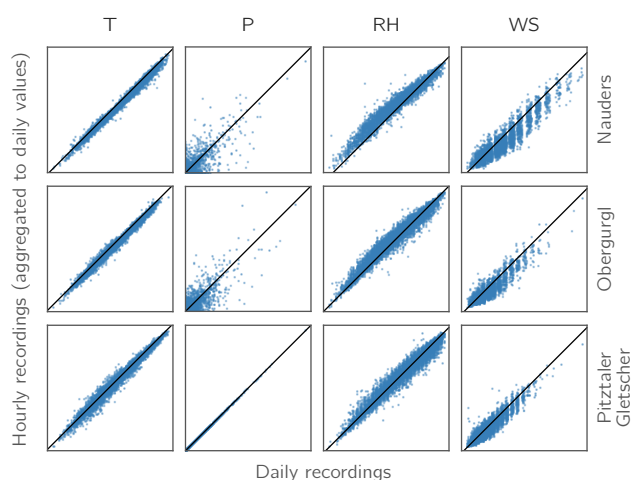 T P RH WS
Hourly recordings (aggregated to daily values)
Nauders
Obergurgl
Pitztaler
Gletscher
Daily recordings